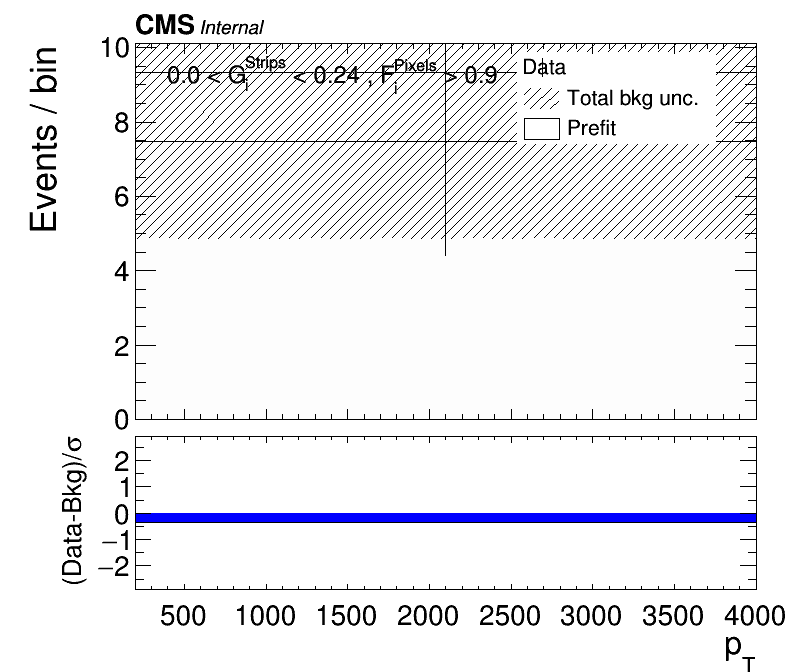 CMS Internal
Events / bin
10
8
6
4
2
0
0.0 < G_i^Strips < 0.24 , F_i^Pixels > 0.9
Data
Total bkg unc.
Prefit
(Data-Bkg)/σ
2
1
0
−1
−2
500 1000 1500 2000 2500 3000 3500 4000
p_T